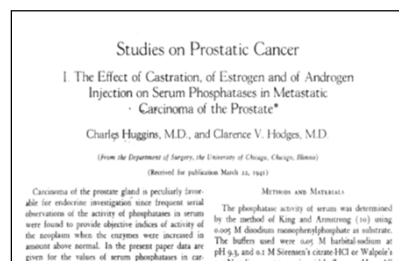 Studies on Prostatic Cancer
I. The Effect of Castration, of Estrogen and of Androgen
Injection on Serum Phosphatases in Metastatic
Carcinoma of the Prostate*
Charles Huggins, M.D., and Clarence V. Hodges, M.D.
(From the Department of Surgery, the University of Chicago, Chicago, Illinois)
(Received for publication March 22, 1941)
Carcinoma of the prostate gland is peculiarly favor-
able for endocrine investigation since frequent serial
observations of the activity of phosphatases in serum
were found to provide objective indices of activity of
the neoplasm when the enzymes were increased in
amount above normal. In the present paper data are
given for the values of serum phosphatases in car-
Methods and Materials
The phosphatase activity of serum was determined
by the method of King and Armstrong (10) using
0.005 M disodium monophenylphosphate as substrate.
The buffers used were 0.05 M barbital-sodium at
pH 9.3, and 0.1 M Sörensen's citrate-HCl or Walpole's